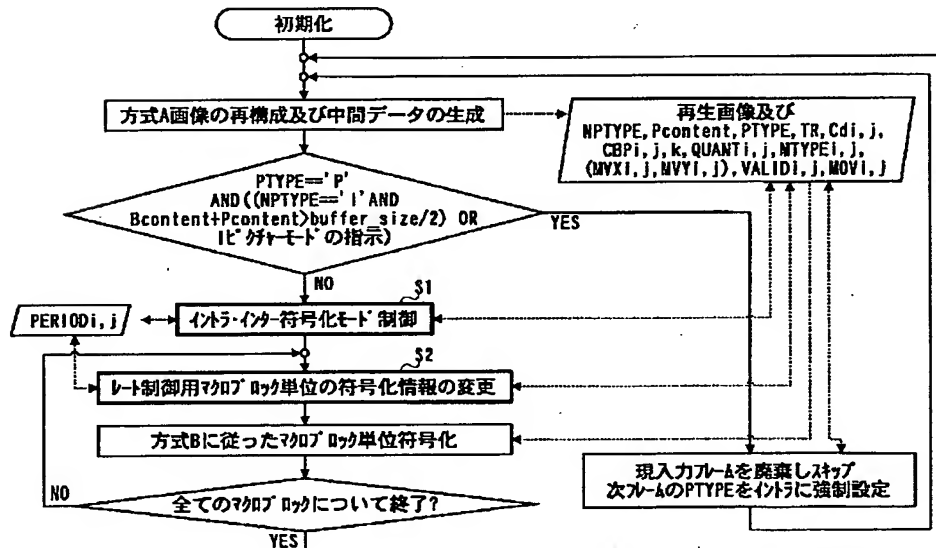 初期化
方式A画像の再構成及び中間データの生成
再生画像及び
NPTYPE, Pcontent, PTYPE, TR, Cdi, j,
CBPi, j, k, QUANTi, j, MTYPEi, j,
(MVXi, j, MVYi, j), VALIDi, j, MOVi, j
PTYPE=='P'
AND((NPTYPE=='I' AND
Bcontent+Pcontent>buffer_size/2) OR
Iピクチャーモードの指示)
YES
NO
S1
PERIODi, j
イントラ・インター符号化モード制御
S2
レート制御用マクロブロック単位の符号化情報の変更
方式Bに従ったマクロブロック単位符号化
現入力フレームを廃棄しスキップ
次フレームのPTYPEをイントラに強制設定
NO
全てのマクロブロックについて終了?
YES